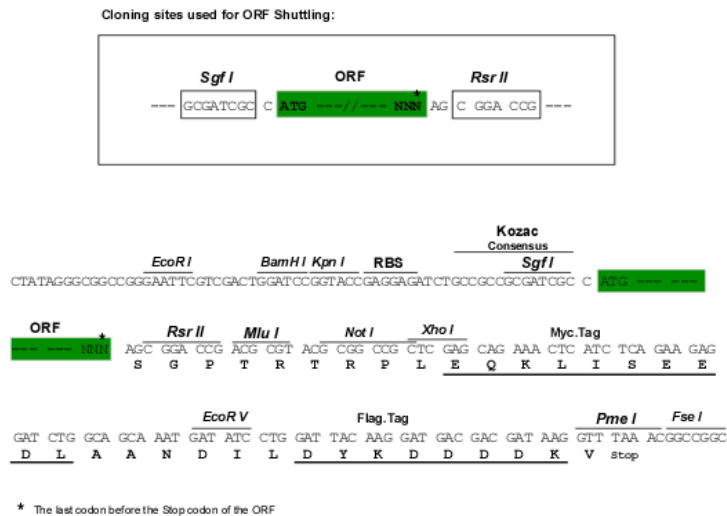 Cloning sites used for ORF Shuttling:
Sgf I ORF Rsr II
*
--- GCGATCGC C ATG ---//--- NNN AG C GGA CCG ---
Kozac
Consensus
EcoR I BamH I Kpn I RBS Sgf I
CTATAGGGCGGCCGGGAATTCGTCGACTGGATCCGGTACCGAGGAGATCTGCCGCCGCGATCGC C ATG --- ---
ORF * Rsr II Mlu I Not I Xho I Myc.Tag
--- --- NNN AGC GGA CCG ACG CGT ACG CGG CCG CTC GAG CAG AAA CTC ATC TCA GAA GAG
S G P T R T R P L E Q K L I S E E
EcoR V Flag.Tag Pme I Fse I
GAT CTG GCA GCA AAT GAT ATC CTG GAT TAC AAG GAT GAC GAC GAT AAG GTT TAA ACGGCCGGC
D L A A N D I L D Y K D D D D K V Stop
* The last codon before the Stop codon of the ORF